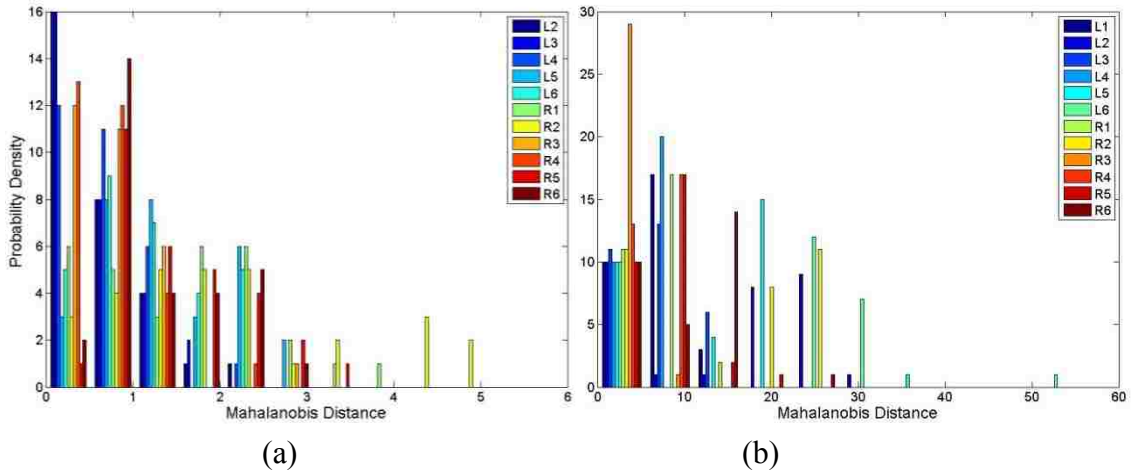 16
14
12
10
8
6
4
2
0
Probability Density
0 1 2 3 4 5 6
Mahalanobis Distance
L2
L3
L4
L5
L6
R1
R2
R3
R4
R5
R6
(a)
30
25
20
15
10
5
0
0 10 20 30 40 50 60
Mahalanobis Distance
L1
L2
L3
L4
L5
L6
R1
R2
R3
R4
R5
R6
(b)